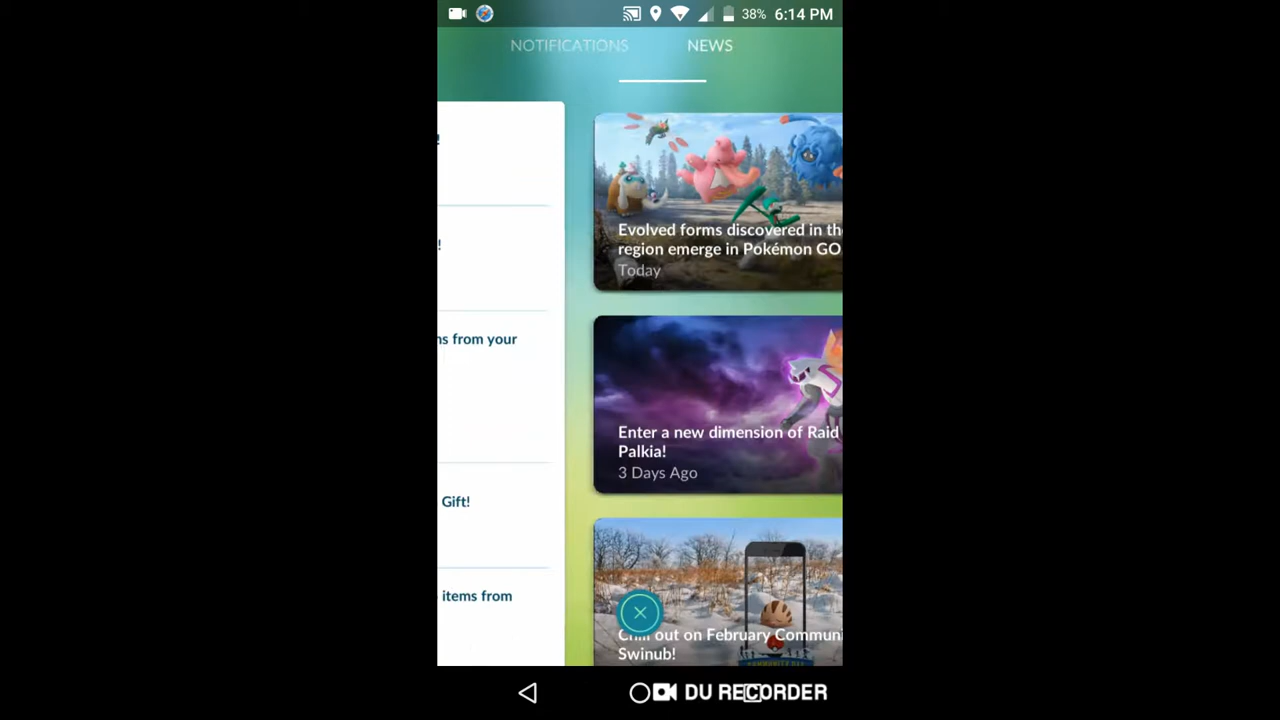 38% 6:14 PM
NOTIFICATIONS
NEWS
!
!
ns from your
Gift!
items from
Evolved forms discovered in the
region emerge in Pokémon GO
Today
Enter a new dimension of Raid
Palkia!
3 Days Ago
Chill out on February Communi
Swinub!
DU RECORDER